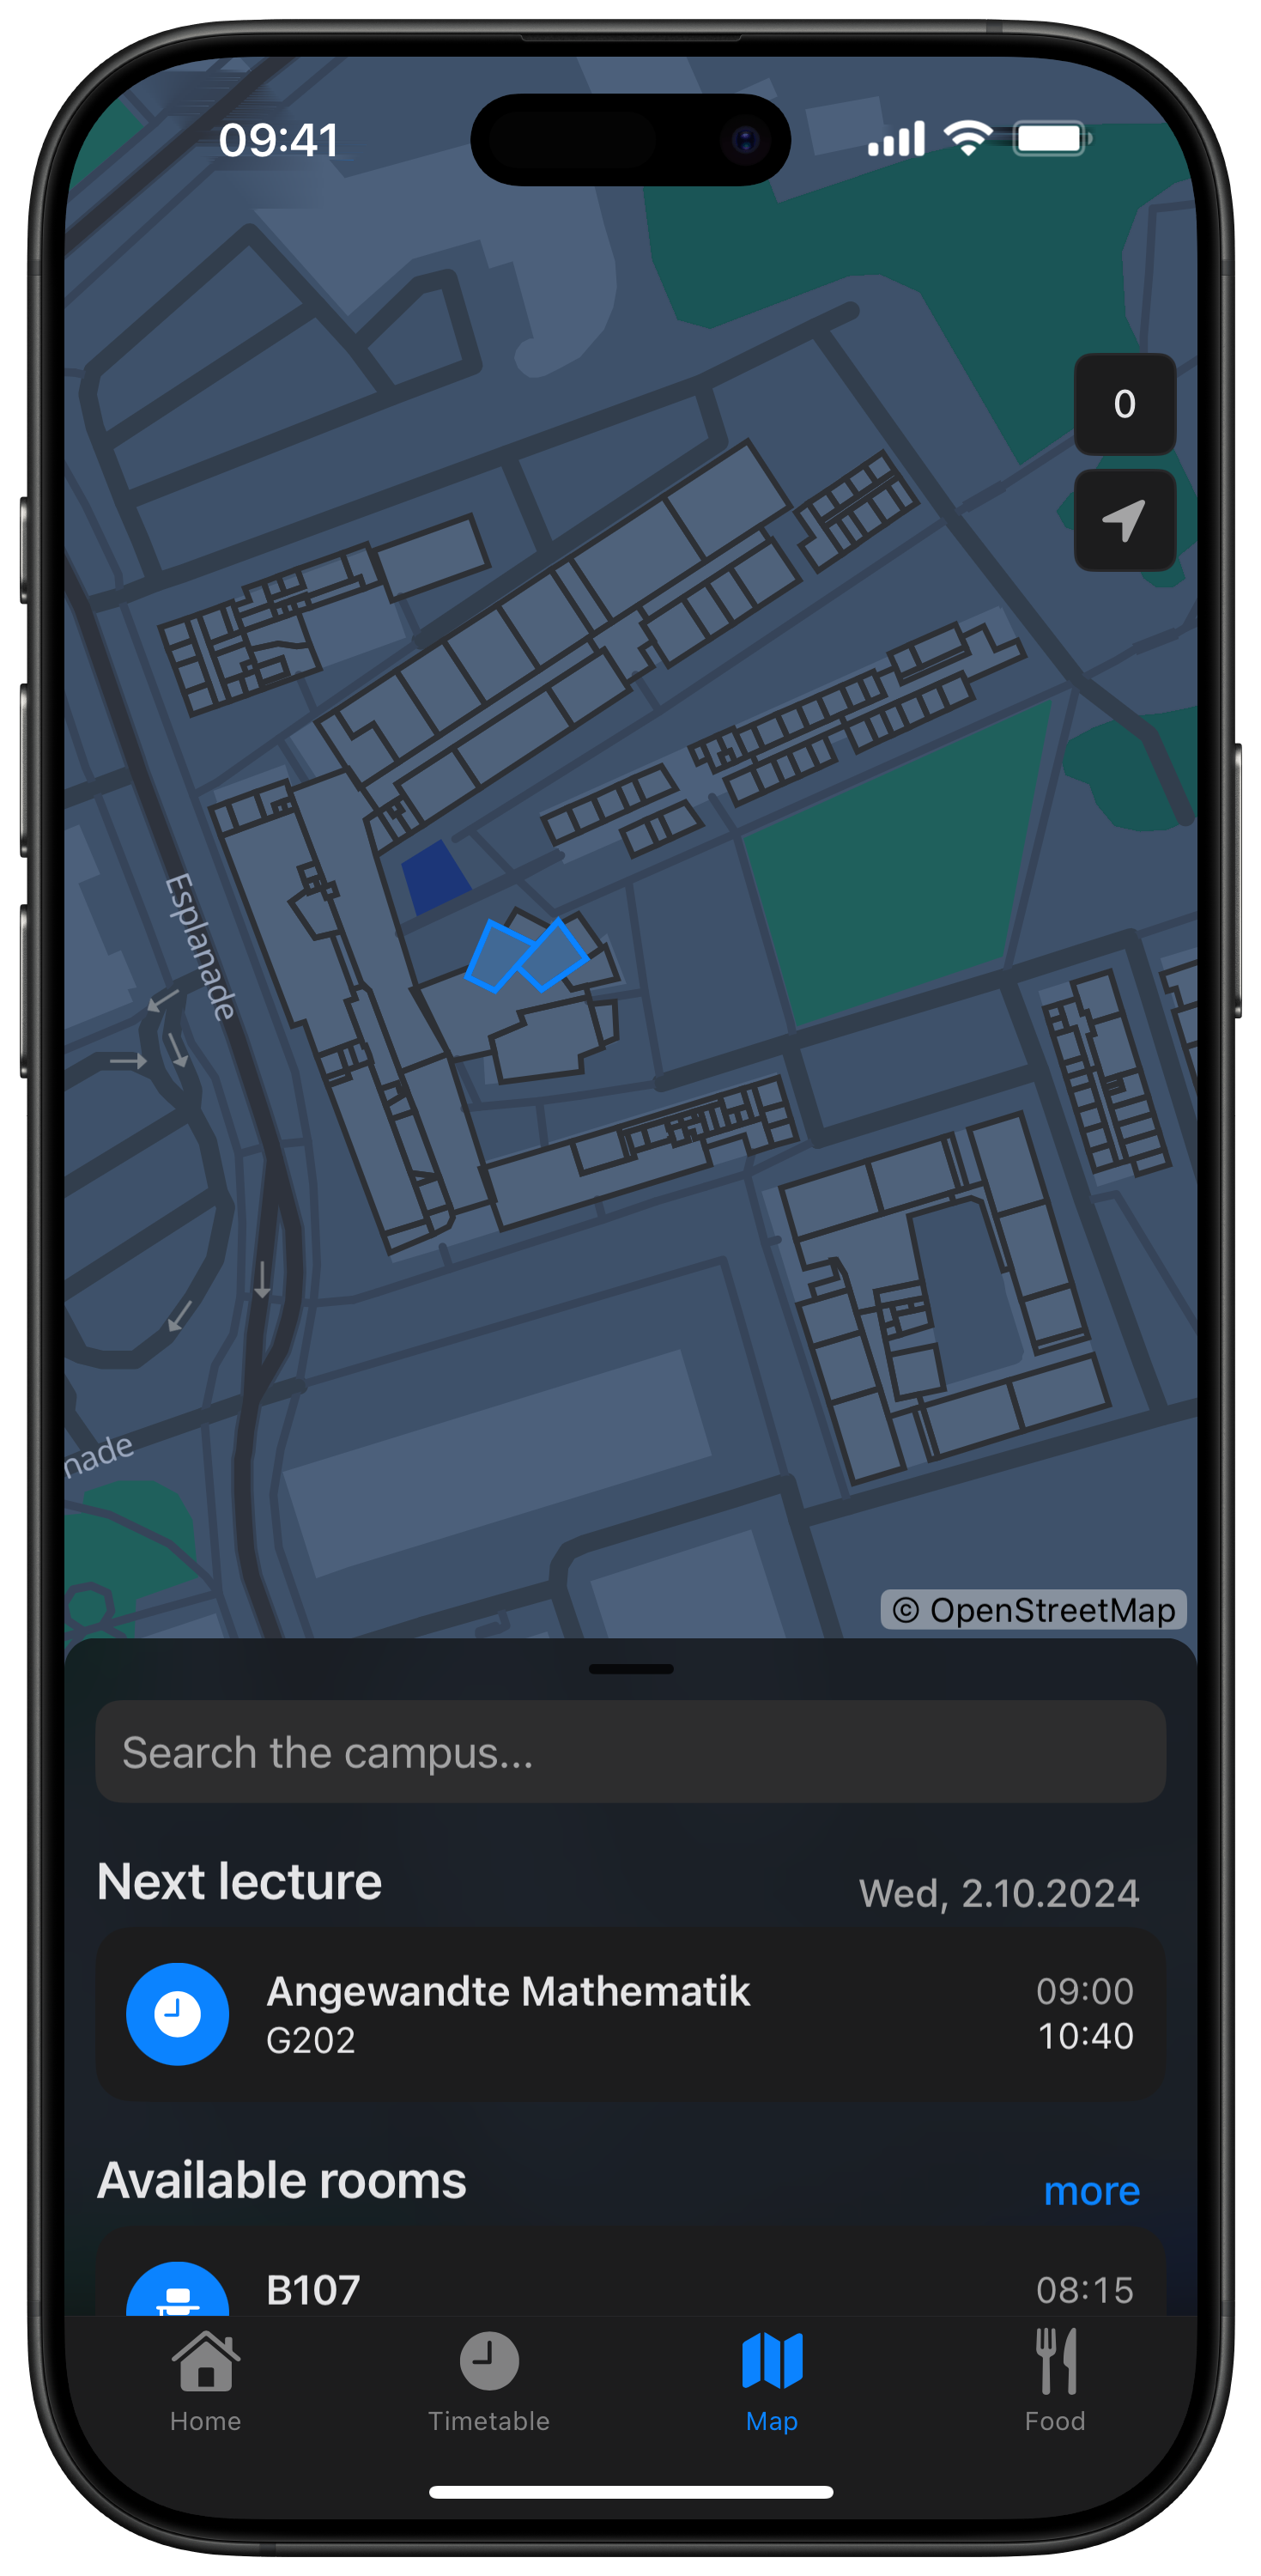 09:41
0
Esplanade
nade
© OpenStreetMap
Search the campus...
Next lecture
Wed, 2.10.2024
Angewandte Mathematik
09:00
G202
10:40
Available rooms
more
B107
08:15
Home
Timetable
Map
Food